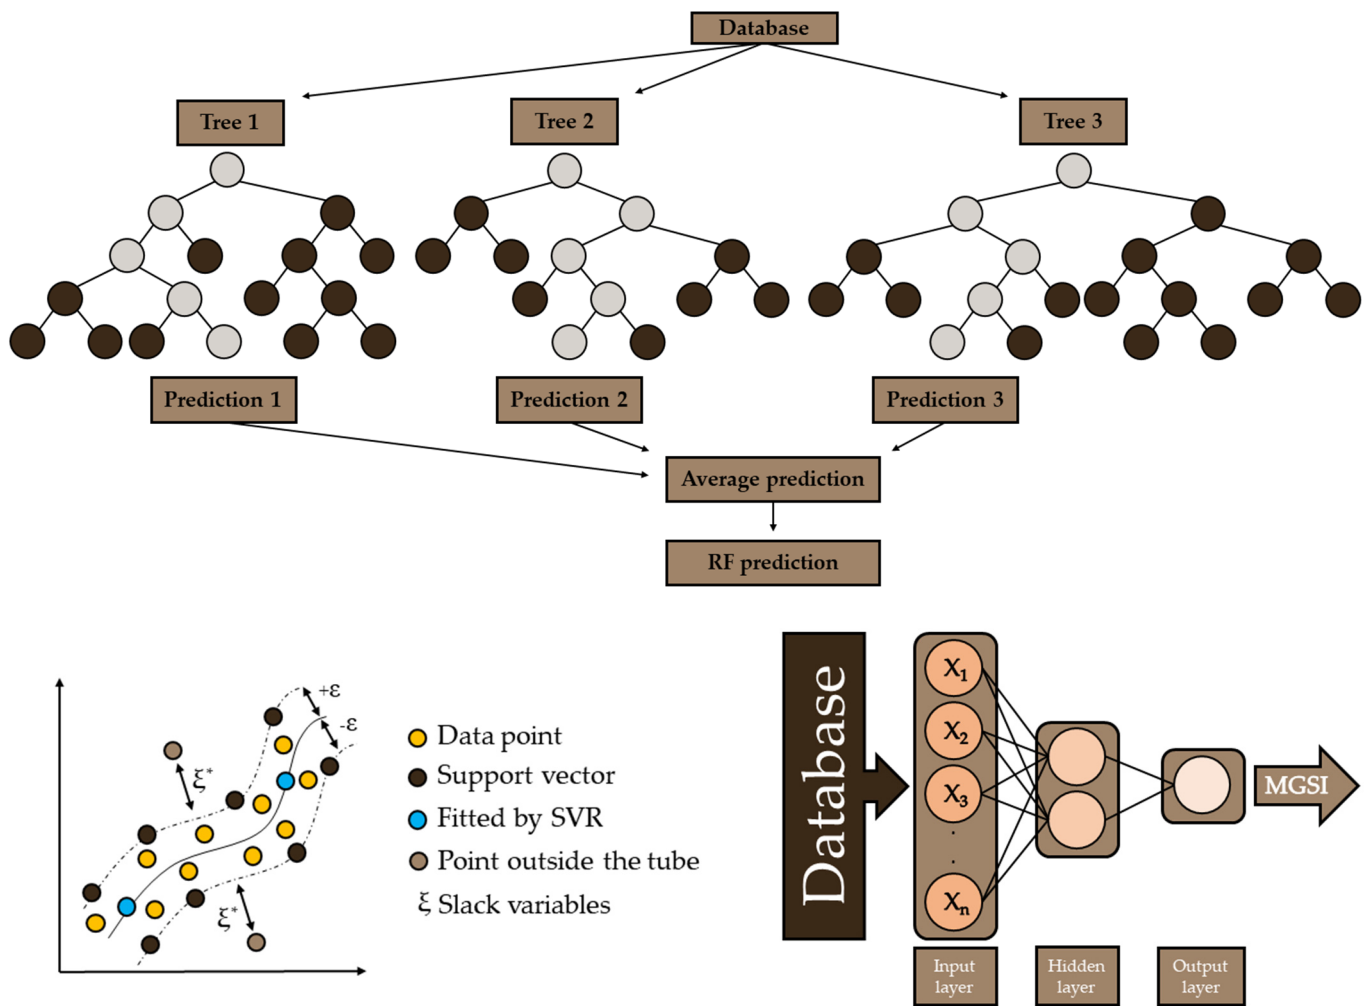 Database
Tree 1
Tree 2
Tree 3
Prediction 1
Prediction 2
Prediction 3
Average prediction
RF prediction
+ε
-ε
ξ*
ξ*
Data point
Support vector
Fitted by SVR
Point outside the tube
ξ Slack variables
Database
X1
X2
X3
.
.
Xn
MGSI
Input
layer
Hidden
layer
Output
layer